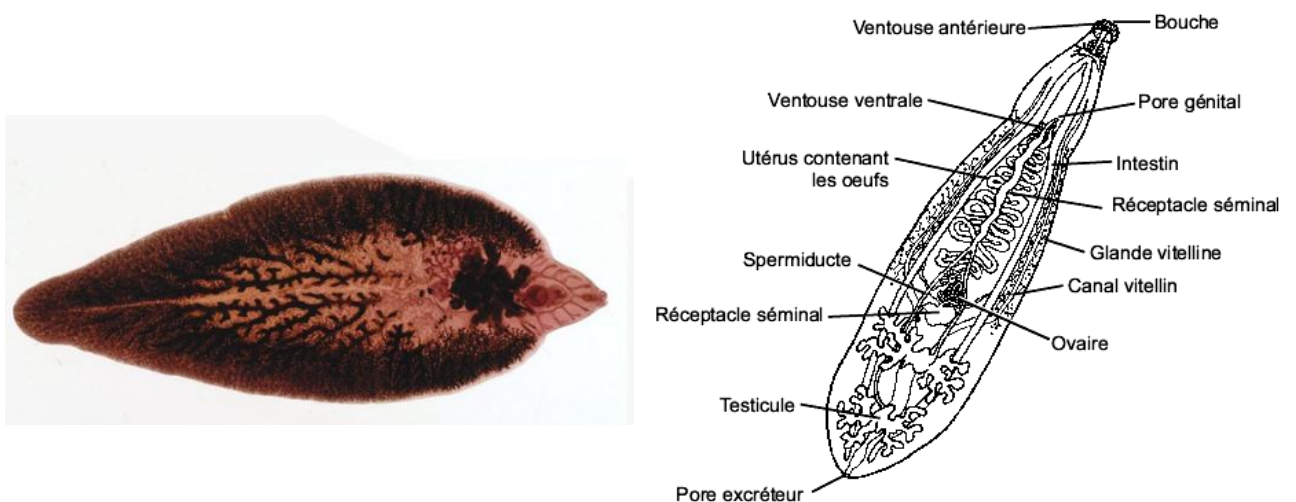 Ventouse antérieure
Bouche
Ventouse ventrale
Pore génital
Utérus contenant
les oeufs
Intestin
Réceptacle séminal
Glande vitelline
Spermiducte
Canal vitellin
Réceptacle séminal
Ovaire
Testicule
Pore excréteur